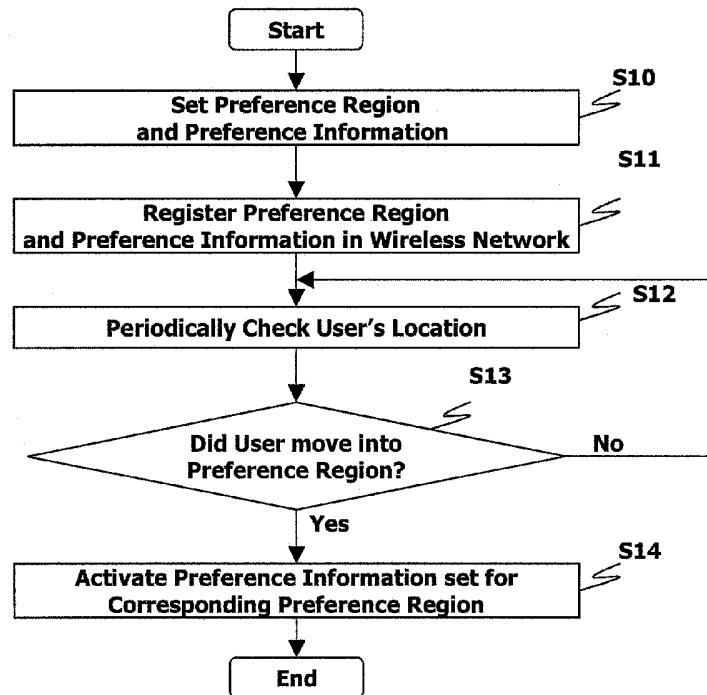 Start
S10
Set Preference Region
and Preference Information
S11
Register Preference Region
and Preference Information in Wireless Network
S12
Periodically Check User's Location
S13
Did User move into
Preference Region?
No
Yes
S14
Activate Preference Information set for
Corresponding Preference Region
End